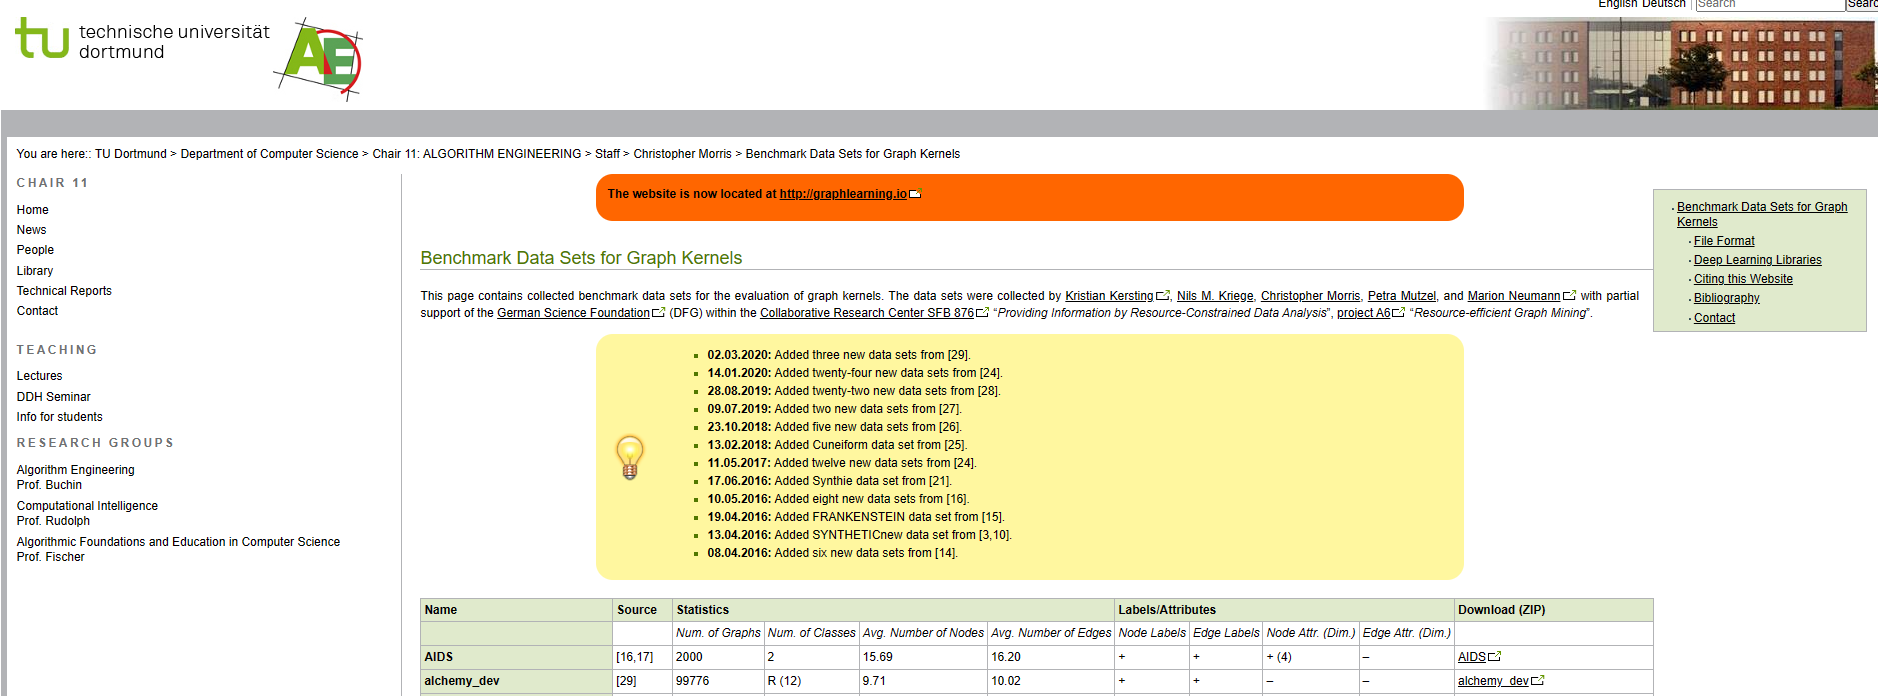 English Deutsch Search Searc
tu technische universität
dortmund
AE
You are here:: TU Dortmund > Department of Computer Science > Chair 11: ALGORITHM ENGINEERING > Staff > Christopher Morris > Benchmark Data Sets for Graph Kernels
CHAIR 11
Home
News
People
Library
Technical Reports
Contact
TEACHING
Lectures
DDH Seminar
Info for students
RESEARCH GROUPS
Algorithm Engineering
Prof. Buchin
Computational Intelligence
Prof. Rudolph
Algorithmic Foundations and Education in Computer Science
Prof. Fischer
The website is now located at http://graphlearning.io
Benchmark Data Sets for Graph Kernels
This page contains collected benchmark data sets for the evaluation of graph kernels. The data sets were collected by Kristian Kersting, Nils M. Kriege, Christopher Morris, Petra Mutzel, and Marion Neumann with partial
support of the German Science Foundation (DFG) within the Collaborative Research Center SFB 876 “Providing Information by Resource-Constrained Data Analysis”, project A6 “Resource-efficient Graph Mining”.
02.03.2020: Added three new data sets from [29].
14.01.2020: Added twenty-four new data sets from [24].
28.08.2019: Added twenty-two new data sets from [28].
09.07.2019: Added two new data sets from [27].
23.10.2018: Added five new data sets from [26].
13.02.2018: Added Cuneiform data set from [25].
11.05.2017: Added twelve new data sets from [24].
17.06.2016: Added Synthie data set from [21].
10.05.2016: Added eight new data sets from [16].
19.04.2016: Added FRANKENSTEIN data set from [15].
13.04.2016: Added SYNTHETICnew data set from [3,10].
08.04.2016: Added six new data sets from [14].
Name Source Statistics Labels/Attributes Download (ZIP)
Num. of Graphs Num. of Classes Avg. Number of Nodes Avg. Number of Edges Node Labels Edge Labels Node Attr. (Dim.) Edge Attr. (Dim.)
AIDS [16,17] 2000 2 15.69 16.20 + + + (4) – AIDS
alchemy_dev [29] 99776 R (12) 9.71 10.02 + + – – alchemy_dev
Benchmark Data Sets for Graph
Kernels
File Format
Deep Learning Libraries
Citing this Website
Bibliography
Contact